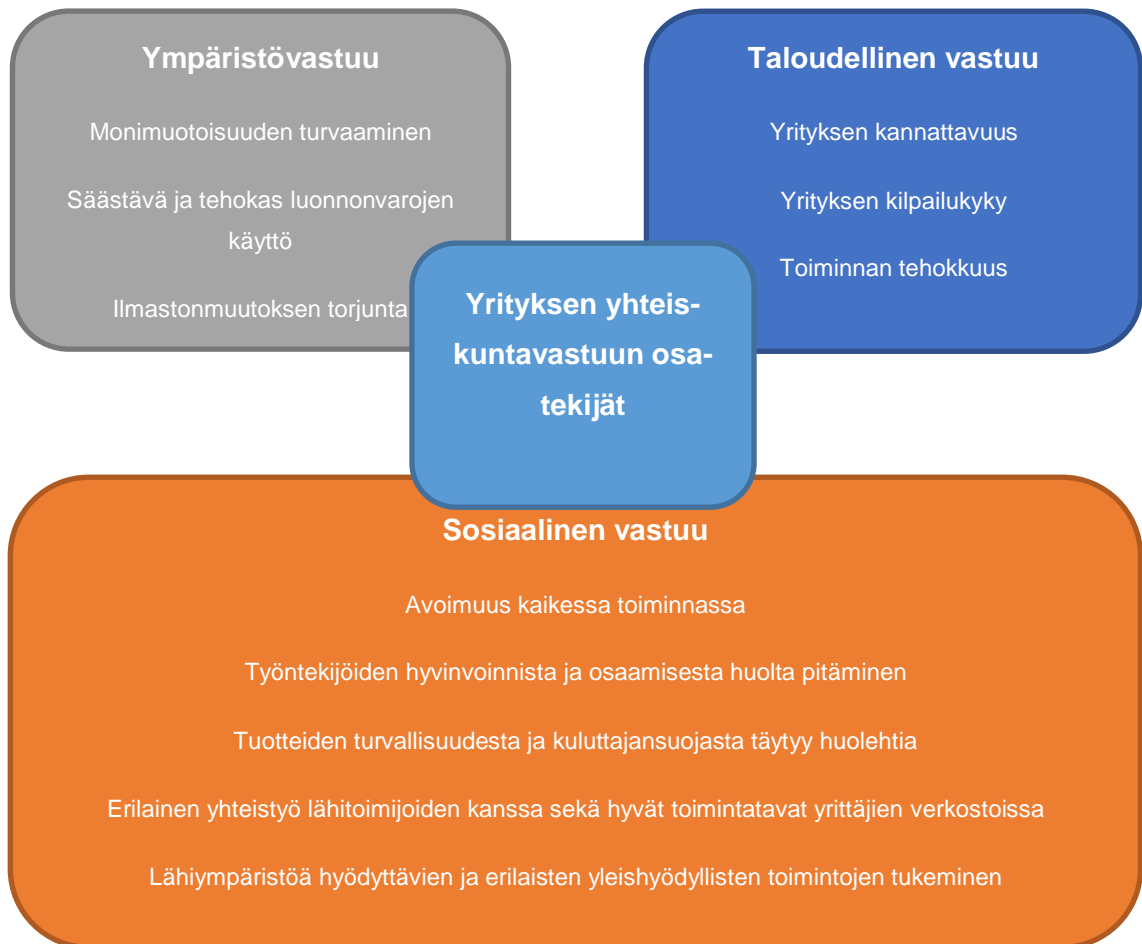 Ympäristövastuu
Monimuotoisuuden turvaaminen
Säästävä ja tehokas luonnonvarojen
käyttö
Ilmastonmuutoksen torjunta
Taloudellinen vastuu
Yrityksen kannattavuus
Yrityksen kilpailukyky
Toiminnan tehokkuus
Yrityksen yhteis-
kuntavastuun osa-
tekijät
Sosiaalinen vastuu
Avoimuus kaikessa toiminnassa
Työntekijöiden hyvinvoinnista ja osaamisesta huolta pitäminen
Tuotteiden turvallisuudesta ja kuluttajansuojasta täytyy huolehtia
Erilainen yhteistyö lähitoimijoiden kanssa sekä hyvät toimintatavat yrittäjien verkostoissa
Lähiympäristöä hyödyttävien ja erilaisten yleishyödyllisten toimintojen tukeminen